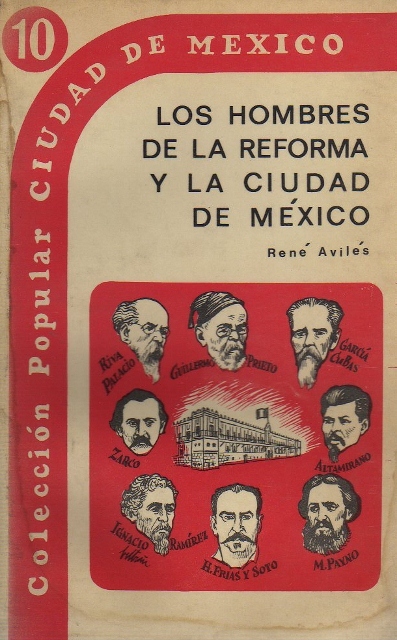 10
Colección Popular CIUDAD DE MEXICO
LOS HOMBRES
DE LA REFORMA
Y LA CIUDAD
DE MÉXICO
René Avilés
RIVA
PALACIO
GUILLERMO PRIETO
GARCÍA
CUBAS
ZARCO
ALTAMIRANO
IGNACIO RAMÍREZ
H. FRIAS Y SOTO
M. PAYNO